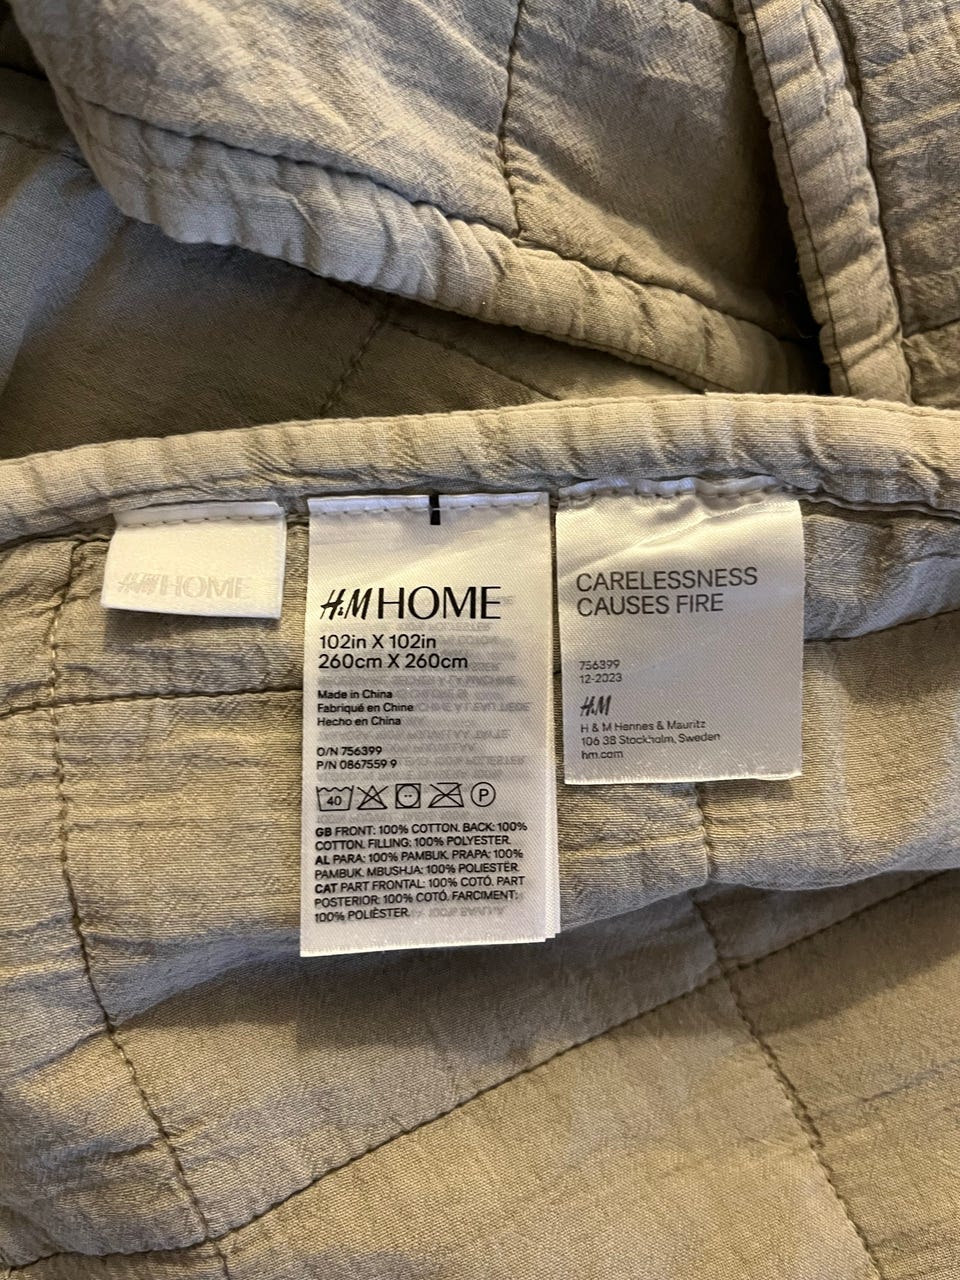 H&M HOME
H&M HOME
102in X 102in
260cm X 260cm
Made in China
Fabriqué en Chine
Hecho en China
O/N 756399
P/N 0867559 9
40
P
GB FRONT: 100% COTTON. BACK: 100%
COTTON. FILLING: 100% POLYESTER.
AL PARA: 100% PAMBUK. PRAPA: 100%
PAMBUK. MBUSHJA: 100% POLIESTËR.
CAT PART FRONTAL: 100% COTÓ. PART
POSTERIOR: 100% COTÓ. FARCIMENT:
100% POLIÈSTER.
CARELESSNESS
CAUSES FIRE
756399
12-2023
H&M
H & M Hennes & Mauritz
106 38 Stockholm, Sweden
hm.com